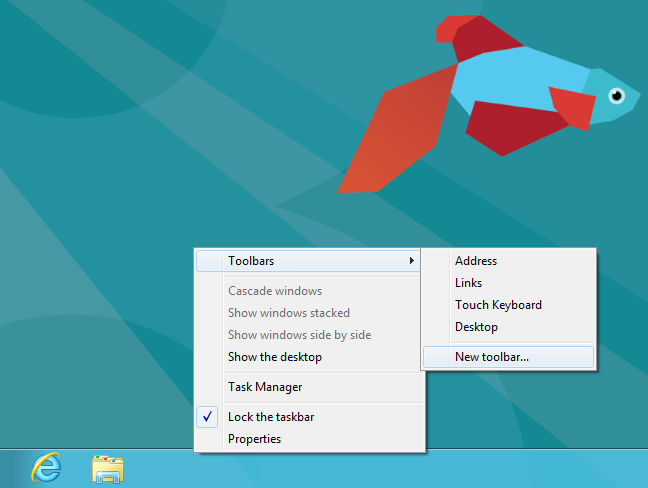 Toolbars
Cascade windows
Show windows stacked
Show windows side by side
Show the desktop
Task Manager
Lock the taskbar
Properties
Address
Links
Touch Keyboard
Desktop
New toolbar...